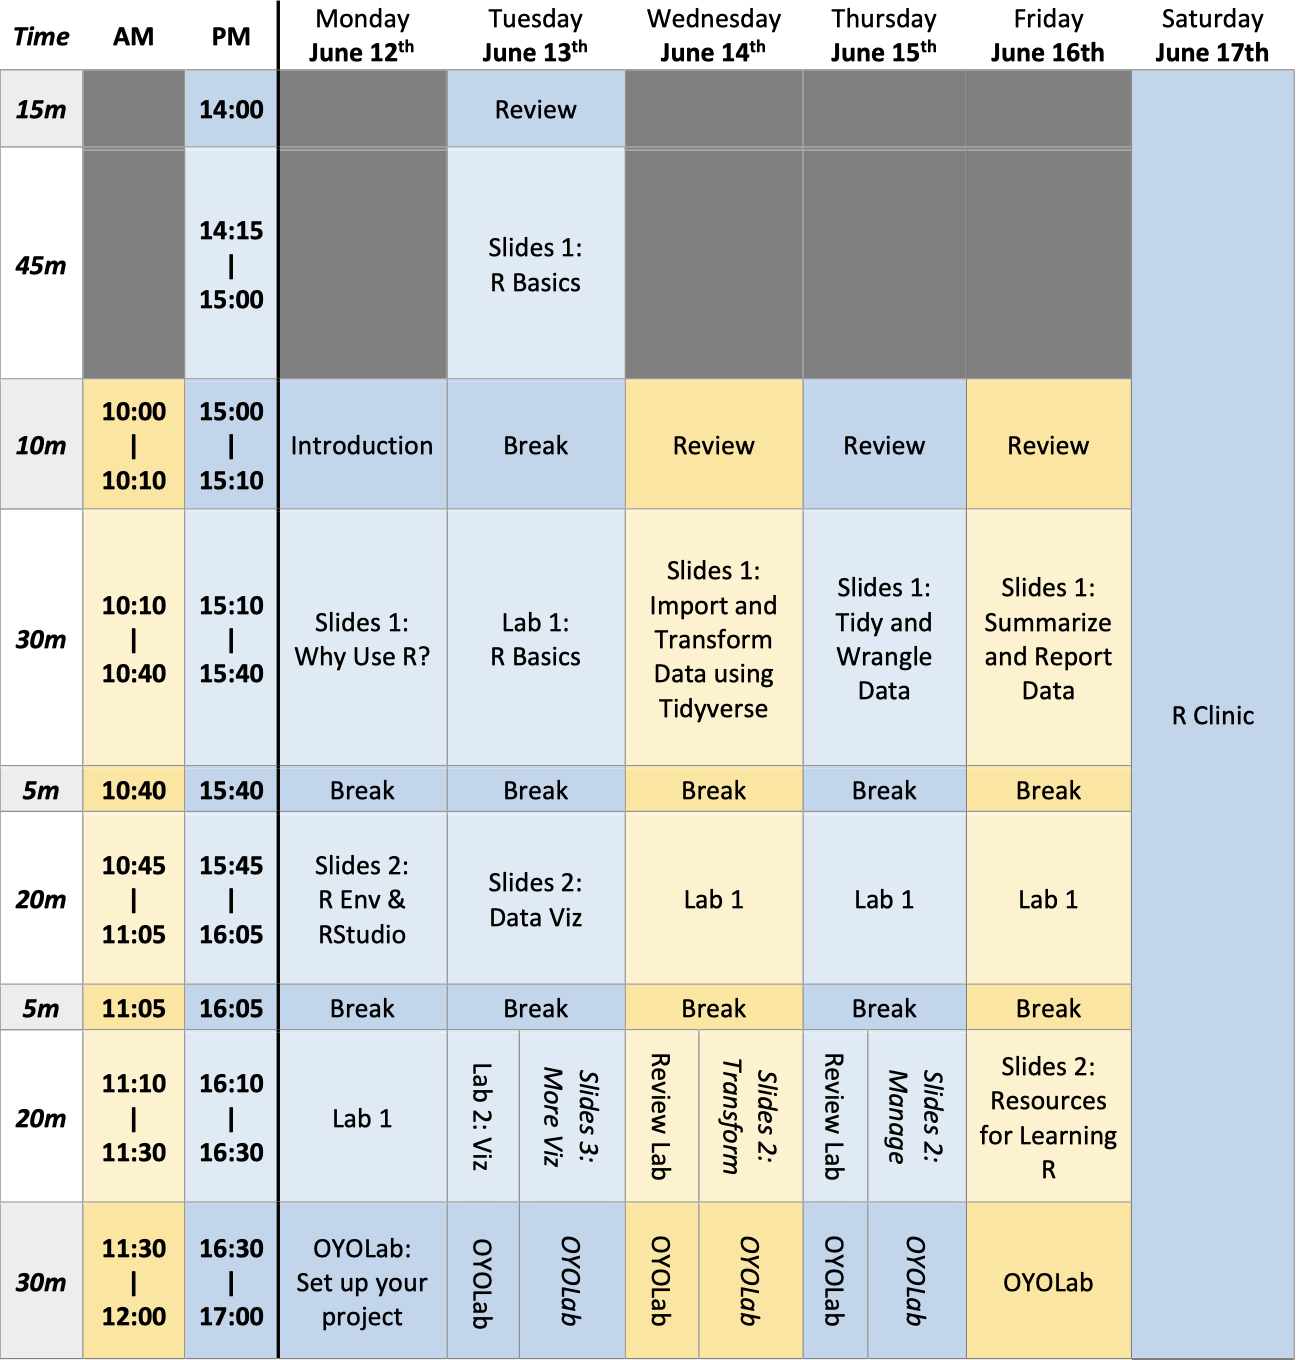 Time
AM
PM
Monday
June 12th
Tuesday
June 13th
Wednesday
June 14th
Thursday
June 15th
Friday
June 16th
Saturday
June 17th
15m
14:00
Review
45m
14:15
|
15:00
Slides 1:
R Basics
10m
10:00
|
10:10
15:00
|
15:10
Introduction
Break
Review
Review
Review
30m
10:10
|
10:40
15:10
|
15:40
Slides 1:
Why Use R?
Lab 1:
R Basics
Slides 1:
Import and
Transform
Data using
Tidyverse
Slides 1:
Tidy and
Wrangle
Data
Slides 1:
Summarize
and Report
Data
R Clinic
5m
10:40
15:40
Break
Break
Break
Break
Break
20m
10:45
|
11:05
15:45
|
16:05
Slides 2:
R Env &
RStudio
Slides 2:
Data Viz
Lab 1
Lab 1
Lab 1
5m
11:05
16:05
Break
Break
Break
Break
Break
20m
11:10
|
11:30
16:10
|
16:30
Lab 1
Lab 2: Viz
Slides 3:
More Viz
Review Lab
Slides 2:
Transform
Review Lab
Slides 2:
Manage
Slides 2:
Resources
for Learning
R
30m
11:30
|
12:00
16:30
|
17:00
OYOLab:
Set up your
project
OYOLab
OYOLab
OYOLab
OYOLab
OYOLab
OYOLab
OYOLab